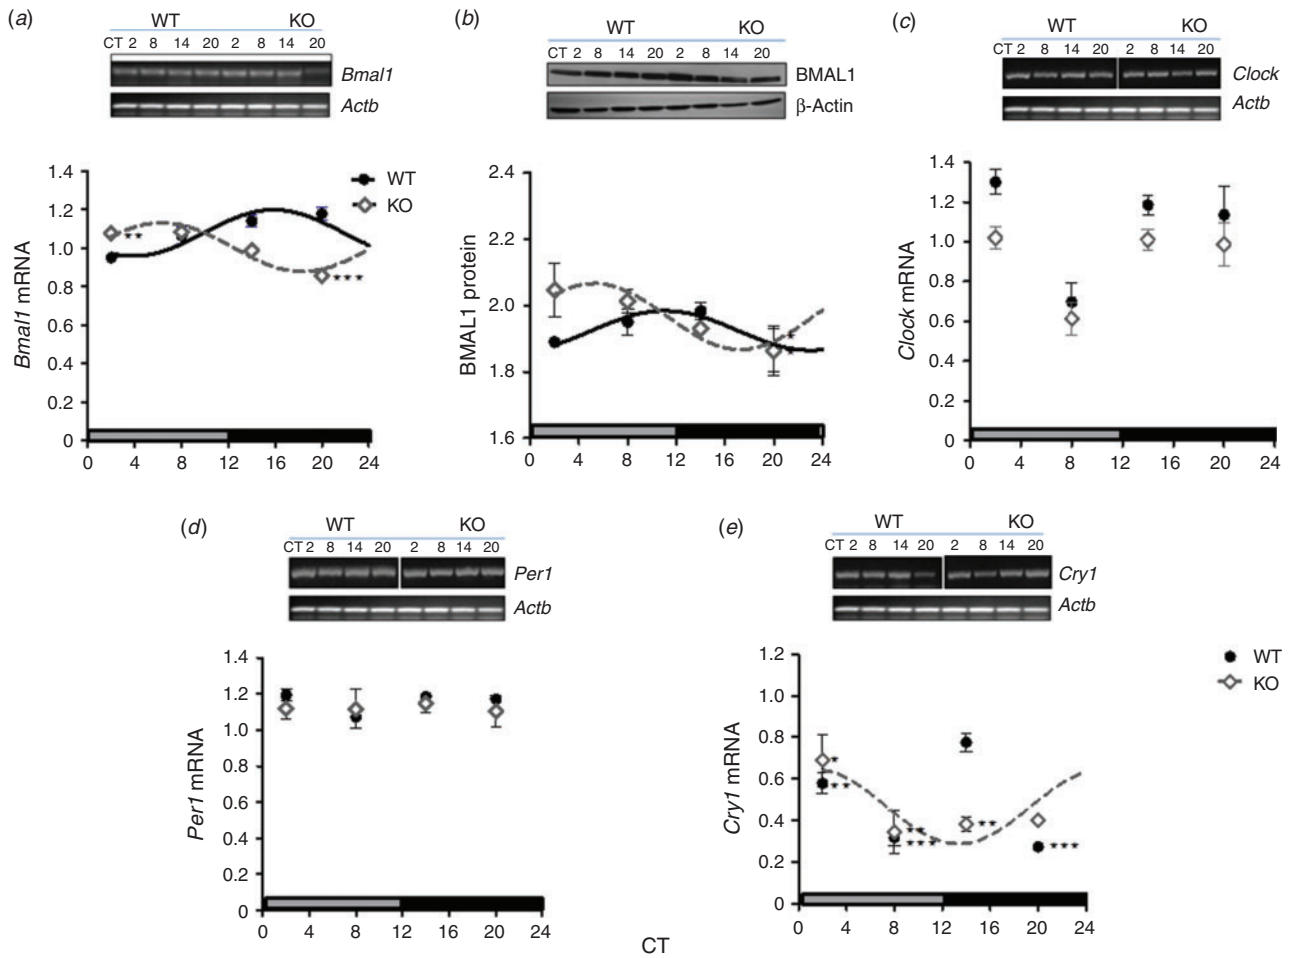 (a)
WT KO
CT 2 8 14 20 2 8 14 20
Bmal1
Actb
1.4
1.2
1.0
0.8
0.6
0.4
0.2
0
Bmal1 mRNA
WT
KO
**
***
0 4 8 12 16 20 24
(b)
WT KO
CT 2 8 14 20 2 8 14 20
BMAL1
β-Actin
2.4
2.2
2.0
1.8
1.6
BMAL1 protein
*
*
0 4 8 12 16 20 24
(c)
WT KO
CT 2 8 14 20 2 8 14 20
Clock
Actb
1.4
1.2
1.0
0.8
0.6
0.4
0.2
0
Clock mRNA
0 4 8 12 16 20 24
(d)
WT KO
CT 2 8 14 20 2 8 14 20
Per1
Actb
1.4
1.2
1.0
0.8
0.6
0.4
0.2
0
Per1 mRNA
0 4 8 12 16 20 24
(e)
WT KO
CT 2 8 14 20 2 8 14 20
Cry1
Actb
1.2
1.0
0.8
0.6
0.4
0.2
0
Cry1 mRNA
WT
KO
*
**
**
***
**
***
0 4 8 12 16 20 24
CT